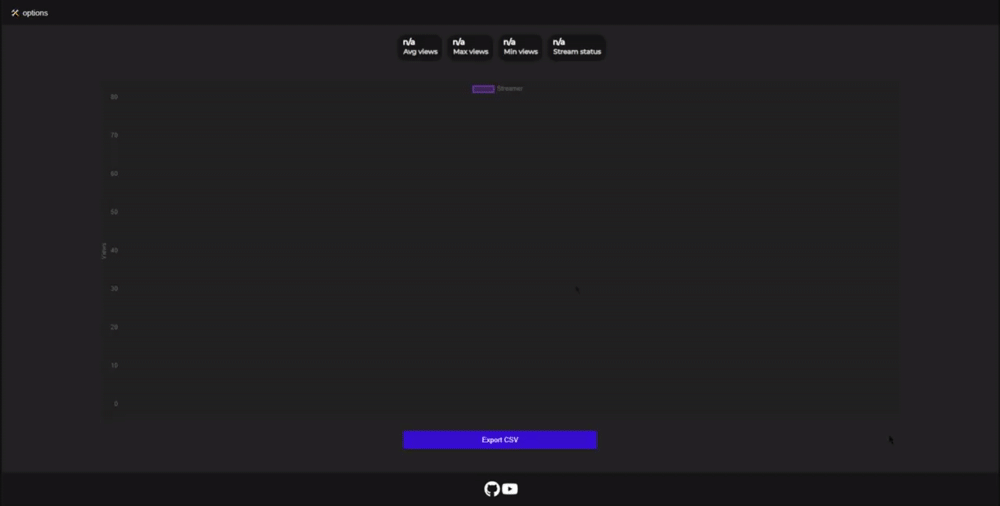 options
n/a n/a n/a n/a
Avg views Max views Min views Stream status
Streamer
80
70
60
50
Views
40
30
20
10
0
Export CSV